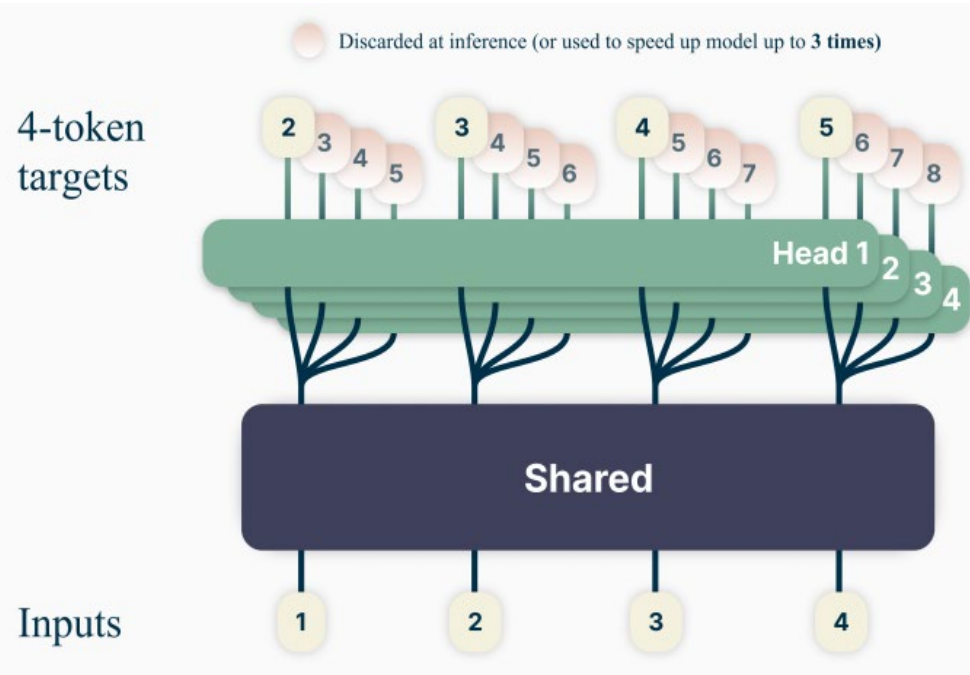 Discarded at inference (or used to speed up model up to 3 times)
4-token
targets
2 3 4 5 3 4 5 6 4 5 6 7 5 6 7 8
Head 1 2 3 4
Shared
Inputs
1 2 3 4